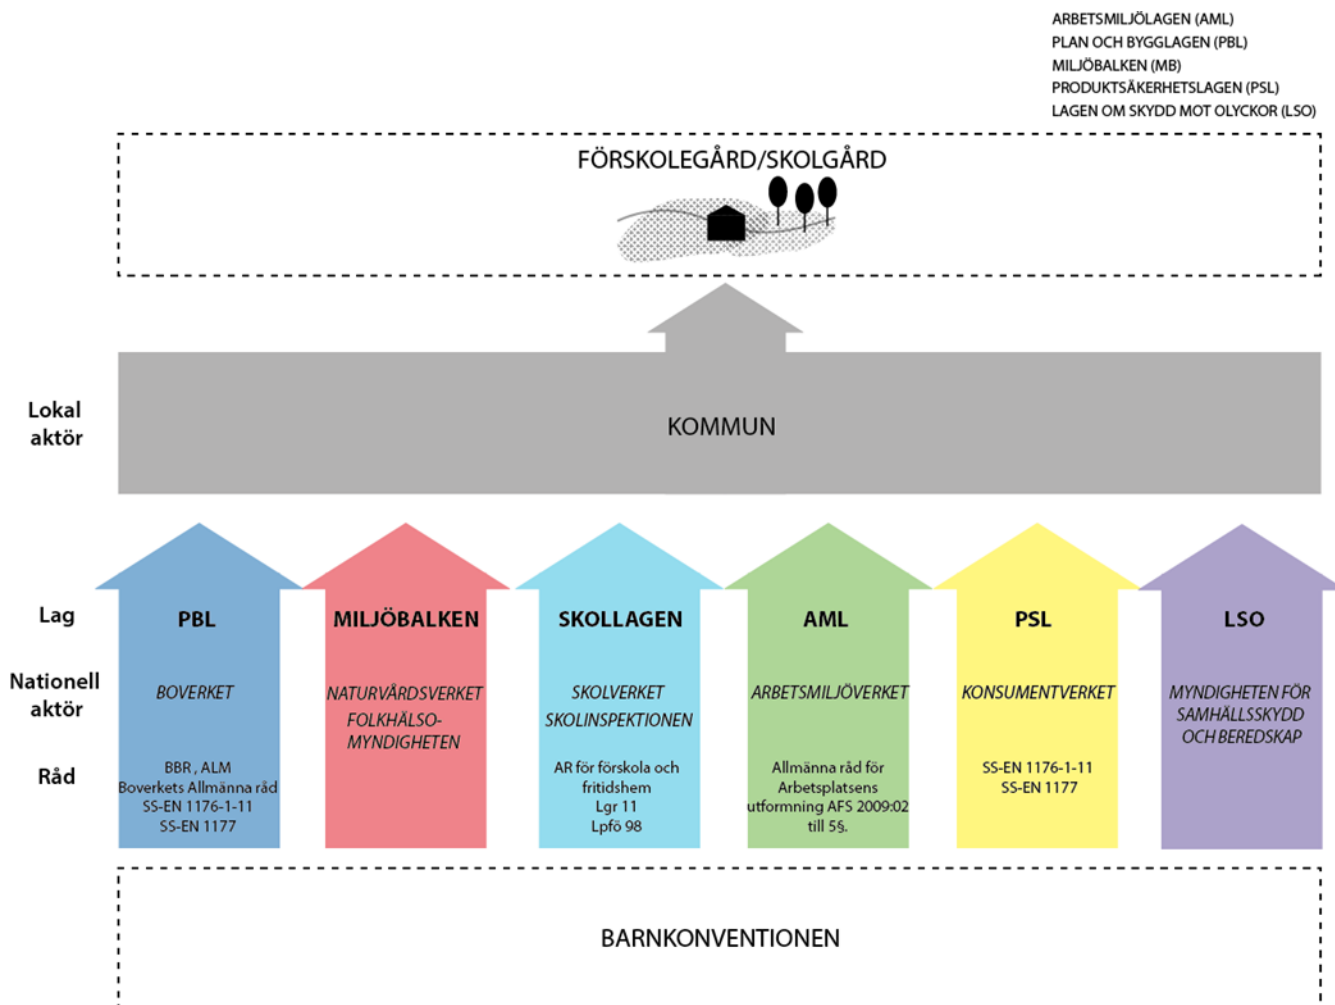 ARBETSMILJÖLAGEN (AML)
PLAN OCH BYGGLAGEN (PBL)
MILJÖBALKEN (MB)
PRODUKTSÄKERHETSLAGEN (PSL)
LAGEN OM SKYDD MOT OLYCKOR (LSO)
FÖRSKOLEGÅRD/SKOLGÅRD
Lokal
aktör
KOMMUN
Lag
PBL
MILJÖBALKEN
SKOLLAGEN
AML
PSL
LSO
Nationell
aktör
BOVERKET
NATURVÅRDSVERKET
FOLKHÄLSO-
MYNDIGHETEN
SKOLVERKET
SKOLINSPEKTIONEN
ARBETSMILJÖVERKET
KONSUMENTVERKET
MYNDIGHETEN FÖR
SAMHÄLLSSKYDD
OCH BEREDSKAP
Råd
BBR , ALM
Boverkets Allmänna råd
SS-EN 1176-1-11
SS-EN 1177
AR för förskola och
fritidshem
Lgr 11
Lpfö 98
Allmänna råd för
Arbetsplatsens
utformning AFS 2009:02
till 5§.
SS-EN 1176-1-11
SS-EN 1177
BARNKONVENTIONEN